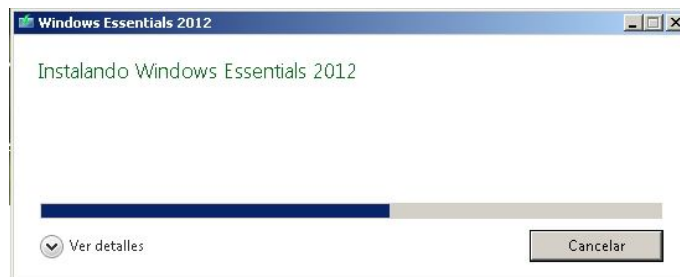 Windows Essentials 2012
Instalando Windows Essentials 2012
Ver detalles
Cancelar